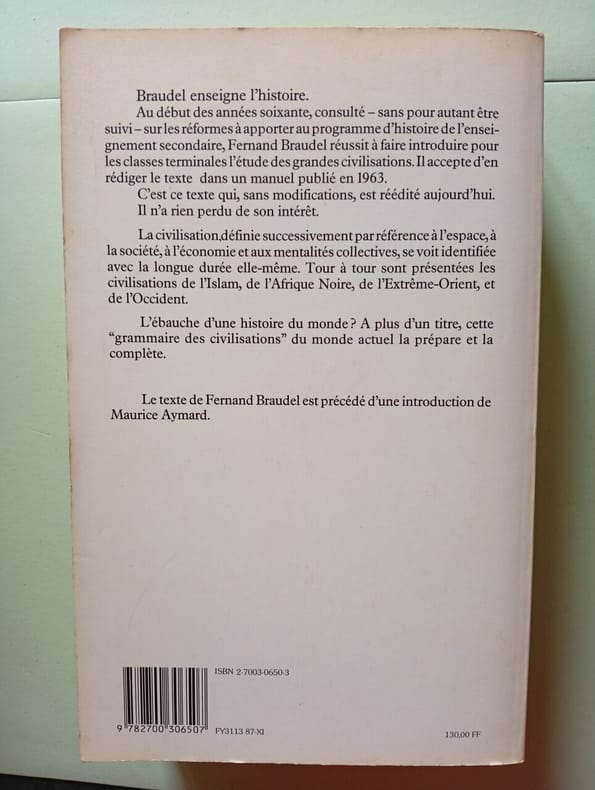 Braudel enseigne l'histoire.
Au début des années soixante, consulté – sans pour autant être
suivi – sur les réformes à apporter au programme d'histoire de l'ensei-
gnement secondaire, Fernand Braudel réussit à faire introduire pour
les classes terminales l'étude des grandes civilisations. Il accepte d'en
rédiger le texte dans un manuel publié en 1963.
C'est ce texte qui, sans modifications, est réédité aujourd'hui.
Il n'a rien perdu de son intérêt.
La civilisation,définie successivement par référence à l'espace, à
la société, à l'économie et aux mentalités collectives, se voit identifiée
avec la longue durée elle-même. Tour à tour sont présentées les
civilisations de l'Islam, de l'Afrique Noire, de l'Extrême-Orient, et
de l'Occident.
L'ébauche d'une histoire du monde ? A plus d'un titre, cette
"grammaire des civilisations" du monde actuel la prépare et la
complète.
Le texte de Fernand Braudel est précédé d'une introduction de
Maurice Aymard.
ISBN 2-7003-0650-3
9 782700 306507
FY3113 87-XI
130,00 FF